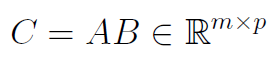 C = AB ∈ ℝ^{m×p}